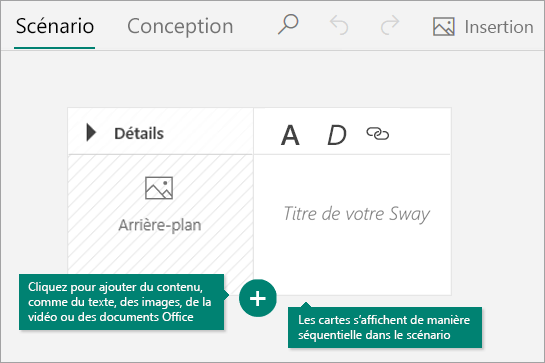 Scénario Conception Insertion
Détails A D
Arrière-plan
Titre de votre Sway
Cliquez pour ajouter du contenu,
comme du texte, des images, de la
vidéo ou des documents Office
Les cartes s'affichent de manière
séquentielle dans le scénario